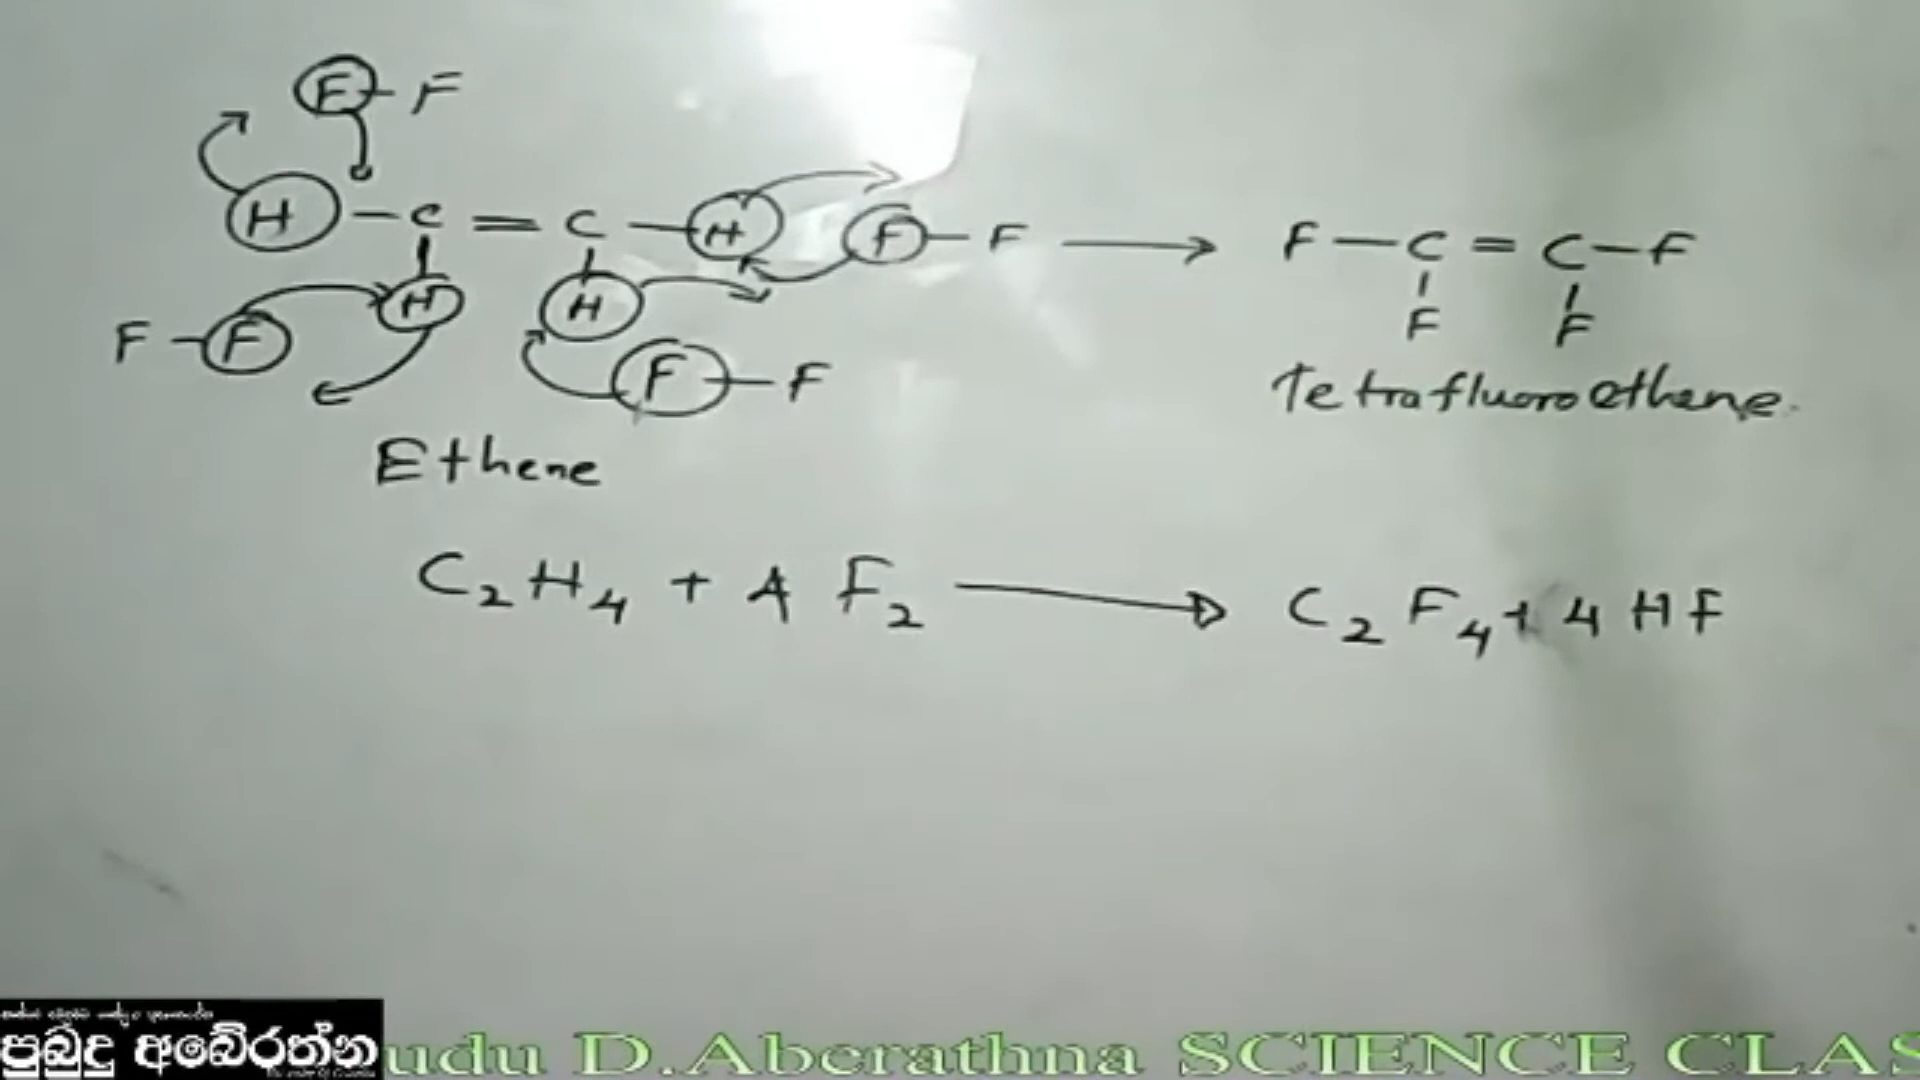 F - F
H - C = C - H F - F → F - C = C - F
F - F H H F F
F - F
Tetrafluoroethene.
Ethene
C2H4 + 4 F2 → C2F4 + 4 HF
පුබුදු අබේරත්න
udu D.Aberathna SCIENCE CLAS